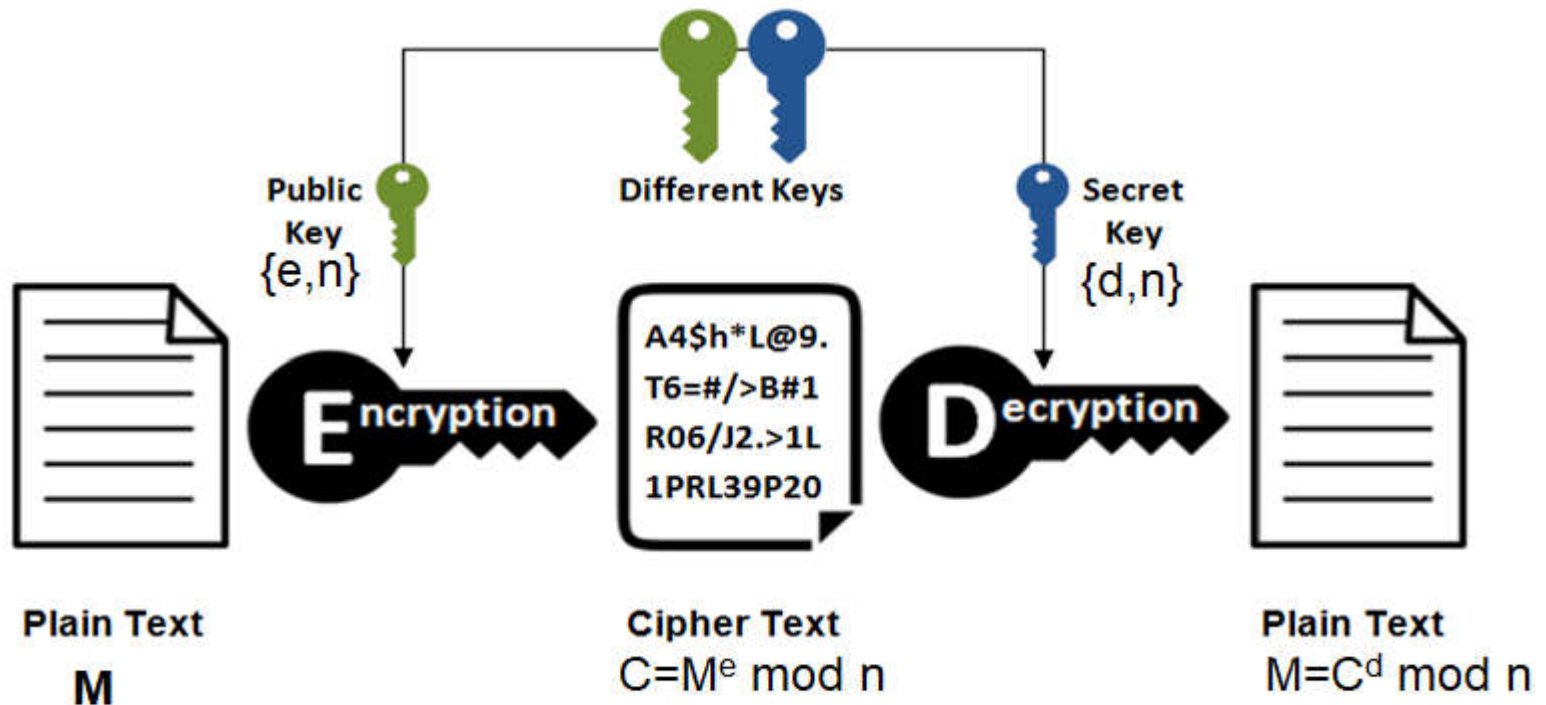 Different Keys
Public
Key
{e,n}
Secret
Key
{d,n}
Encryption
A4$h*L@9.
T6=#/>B#1
R06/J2.>1L
1PRL39P20
Decryption
Plain Text
M
Cipher Text
C=Mᵉ mod n
Plain Text
M=Cᵈ mod n